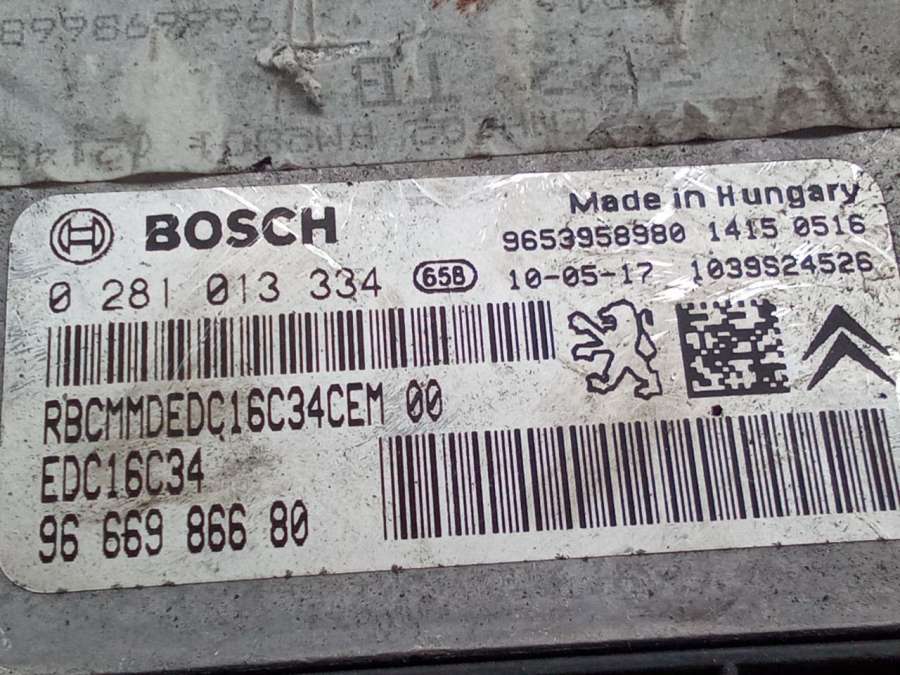 BOSCH
Made in Hungary
9653958980 1415 0516
0 281 013 334 65B 10-05-17 1039S24526
RBCMMDEDC16C34CEM 00
EDC16C34
96 669 866 80